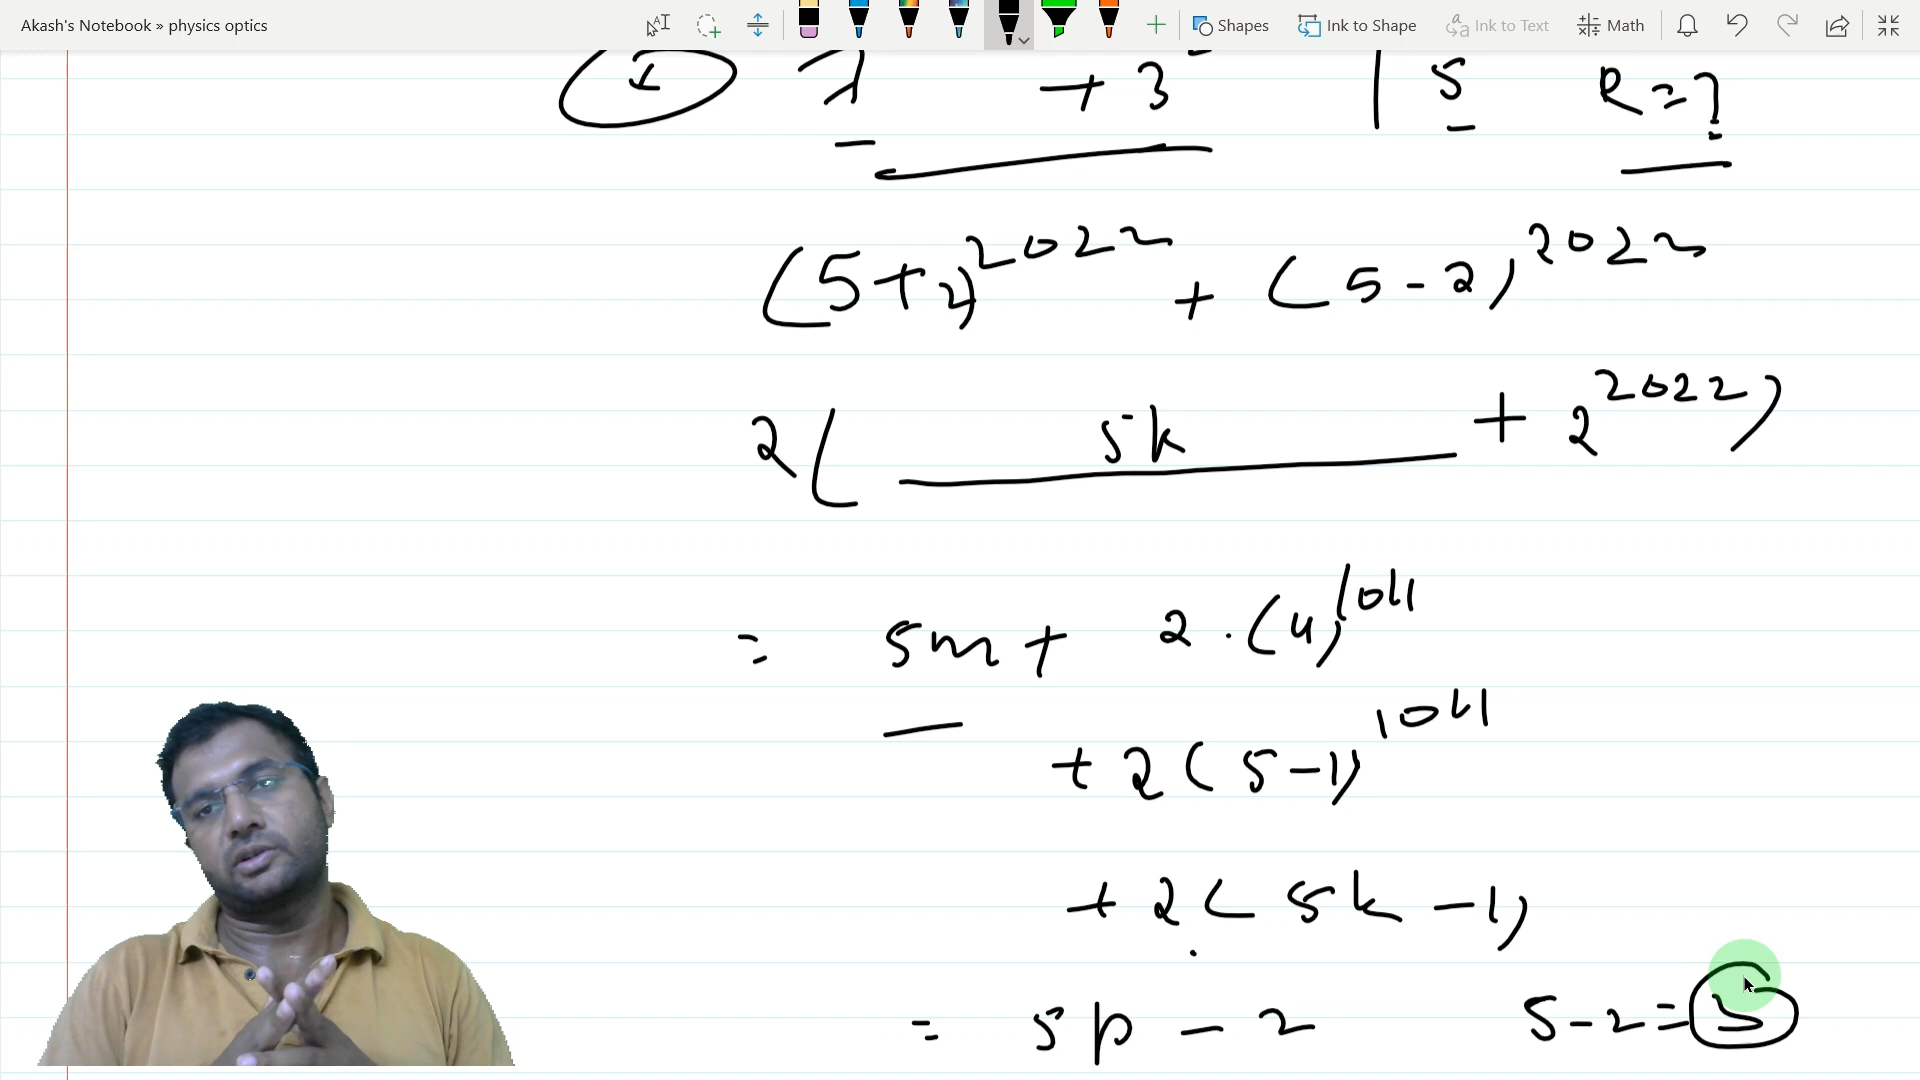 Akash's Notebook » physics optics
Shapes Ink to Shape Ink to Text Math
+ 3 | 5 R = ?
(5+2)^2022 + (5-2)^2022
2( 5k + 2^2022)
= 5m + 2 . (4)^1011
+ 2(5-1)^1011
+ 2(5k-1)
= 5p - 2 5-2=3